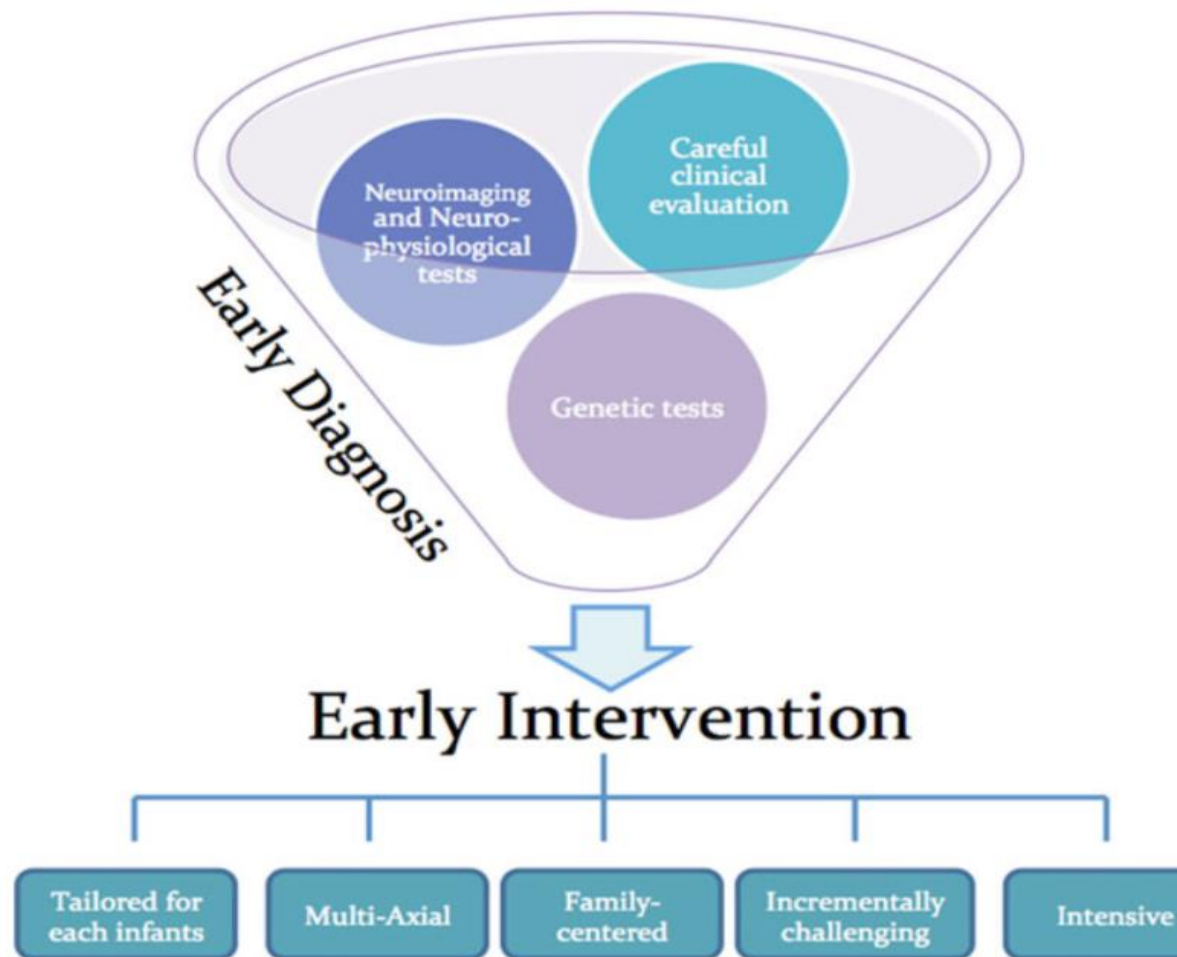 Careful
clinical
evaluation
Neuroimaging
and Neuro-
physiological
tests
Genetic tests
Early Diagnosis
Early Intervention
Tailored for
each infants
Multi-Axial
Family-
centered
Incrementally
challenging
Intensive